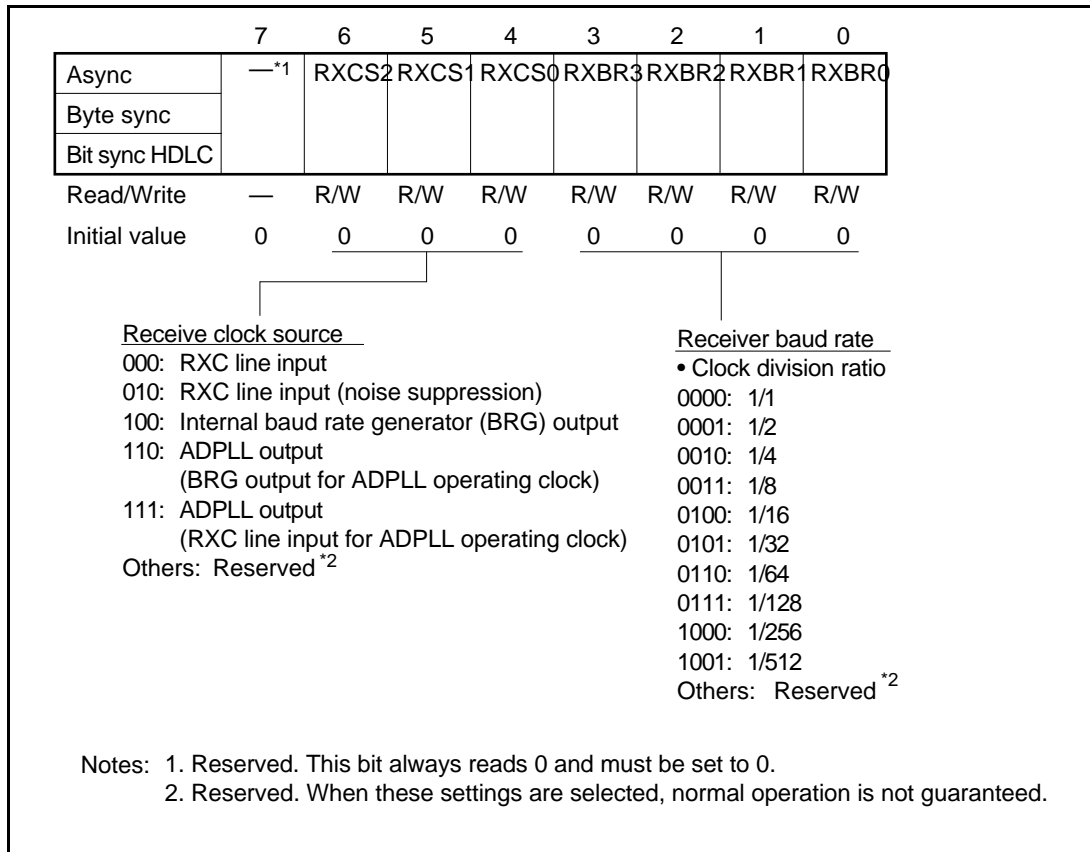 7 6 5 4 3 2 1 0
Async —*1 RXCS2 RXCS1 RXCS0 RXBR3 RXBR2 RXBR1 RXBR0
Byte sync
Bit sync HDLC
Read/Write — R/W R/W R/W R/W R/W R/W R/W
Initial value 0 0 0 0 0 0 0 0
Receive clock source
000: RXC line input
010: RXC line input (noise suppression)
100: Internal baud rate generator (BRG) output
110: ADPLL output
(BRG output for ADPLL operating clock)
111: ADPLL output
(RXC line input for ADPLL operating clock)
Others: Reserved *2
Receiver baud rate
• Clock division ratio
0000: 1/1
0001: 1/2
0010: 1/4
0011: 1/8
0100: 1/16
0101: 1/32
0110: 1/64
0111: 1/128
1000: 1/256
1001: 1/512
Others: Reserved *2
Notes: 1. Reserved. This bit always reads 0 and must be set to 0.
2. Reserved. When these settings are selected, normal operation is not guaranteed.